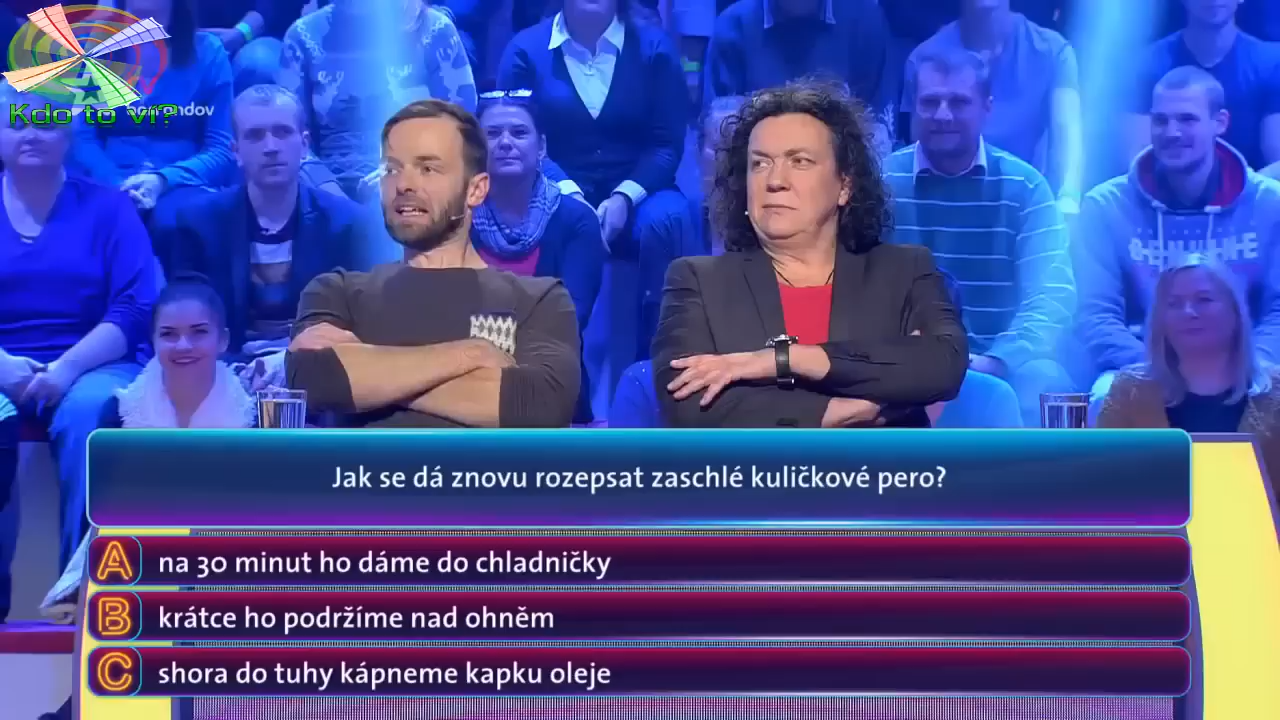 Kdo to ví?
Jak se dá znovu rozepsat zaschlé kuličkové pero?
A na 30 minut ho dáme do chladničky
B krátce ho podržíme nad ohněm
C shora do tuhy kápneme kapku oleje